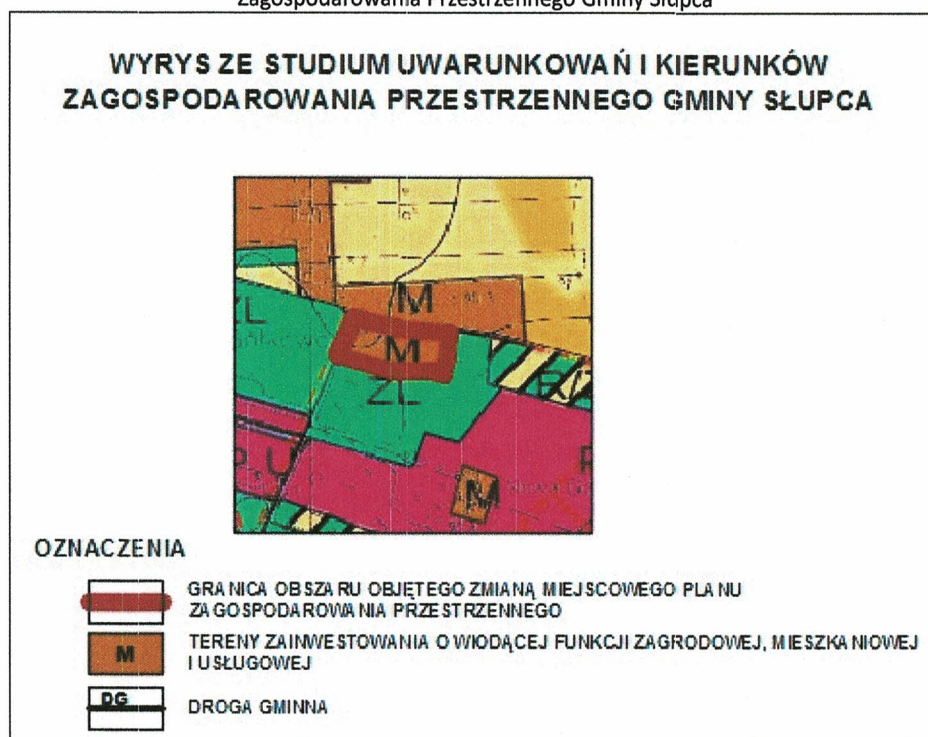 Zagospodarowania Przestrzennego Gminy Słupca
WYRYS ZE STUDIUM UWARUNKOWAŃ I KIERUNKÓW
ZAGOSPODAROWANIA PRZESTRZENNEGO GMINY SŁUPCA
M
ZL
M
ZL
P,U
M
OZNACZENIA
GRANICA OBSZARU OBJĘTEGO ZMIANĄ MIEJSCOWEGO PLANU
ZAGOSPODAROWANIA PRZESTRZENNEGO
M
TERENY ZAINWESTOWANIA O WIODĄCEJ FUNKCJI ZAGRODOWEJ, MIESZKANIOWEJ
I USŁUGOWEJ
DG
DROGA GMINNA